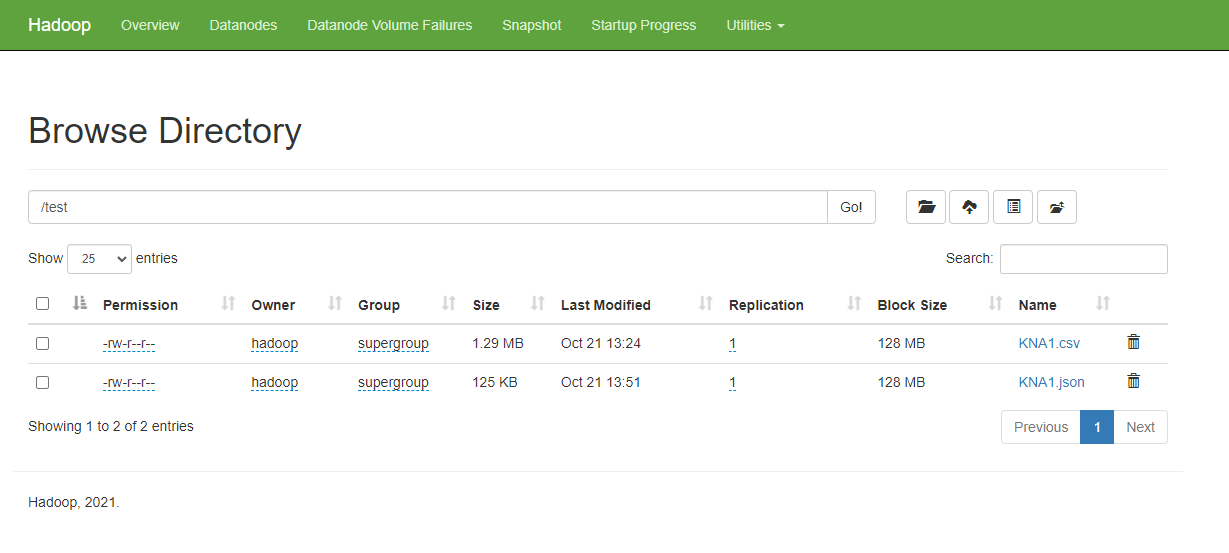 Hadoop Overview Datanodes Datanode Volume Failures Snapshot Startup Progress Utilities
Browse Directory
/test Go!
Show 25 entries Search:
Permission Owner Group Size Last Modified Replication Block Size Name
-rw-r--r-- hadoop supergroup 1.29 MB Oct 21 13:24 1 128 MB KNA1.csv
-rw-r--r-- hadoop supergroup 125 KB Oct 21 13:51 1 128 MB KNA1.json
Showing 1 to 2 of 2 entries Previous 1 Next
Hadoop, 2021.